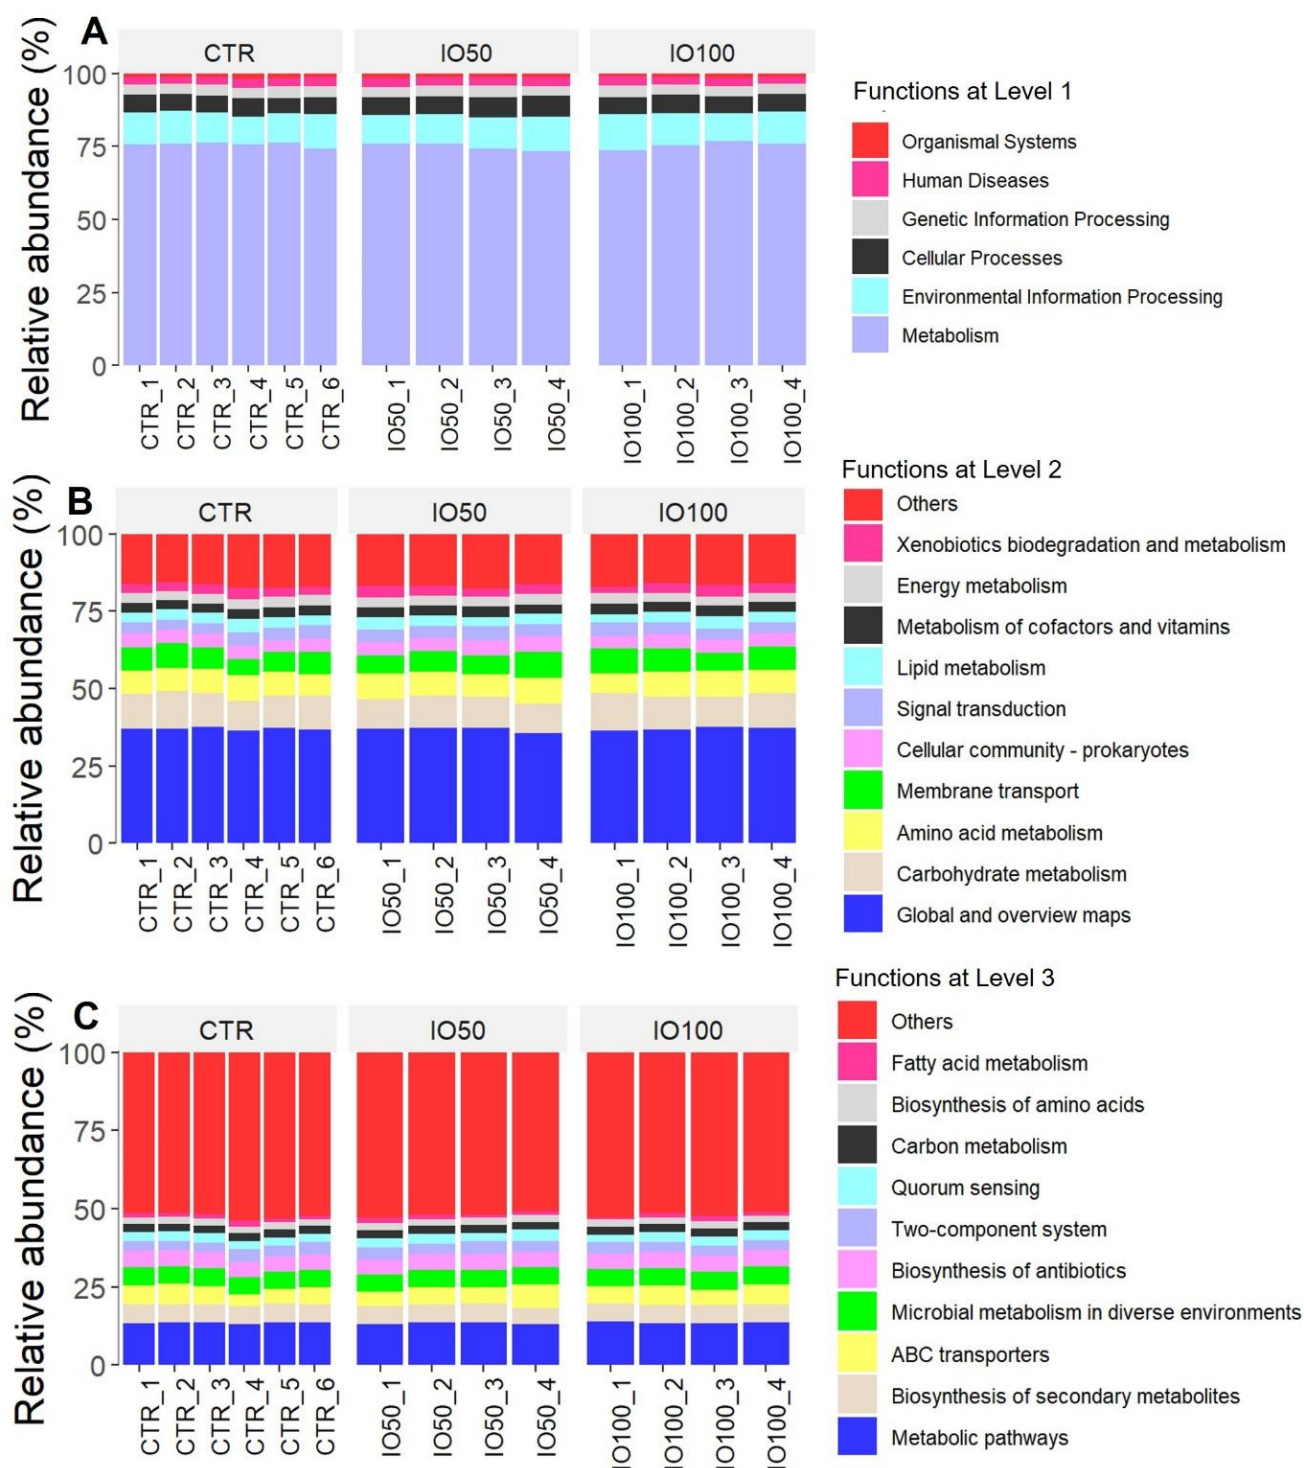 A
Relative abundance (%)
CTR
IO50
IO100
100
75
50
25
0
CTR_1
CTR_2
CTR_3
CTR_4
CTR_5
CTR_6
IO50_1
IO50_2
IO50_3
IO50_4
IO100_1
IO100_2
IO100_3
IO100_4
Functions at Level 1
Organismal Systems
Human Diseases
Genetic Information Processing
Cellular Processes
Environmental Information Processing
Metabolism
B
Relative abundance (%)
CTR
IO50
IO100
100
75
50
25
0
CTR_1
CTR_2
CTR_3
CTR_4
CTR_5
CTR_6
IO50_1
IO50_2
IO50_3
IO50_4
IO100_1
IO100_2
IO100_3
IO100_4
Functions at Level 2
Others
Xenobiotics biodegradation and metabolism
Energy metabolism
Metabolism of cofactors and vitamins
Lipid metabolism
Signal transduction
Cellular community - prokaryotes
Membrane transport
Amino acid metabolism
Carbohydrate metabolism
Global and overview maps
C
Relative abundance (%)
CTR
IO50
IO100
100
75
50
25
0
CTR_1
CTR_2
CTR_3
CTR_4
CTR_5
CTR_6
IO50_1
IO50_2
IO50_3
IO50_4
IO100_1
IO100_2
IO100_3
IO100_4
Functions at Level 3
Others
Fatty acid metabolism
Biosynthesis of amino acids
Carbon metabolism
Quorum sensing
Two-component system
Biosynthesis of antibiotics
Microbial metabolism in diverse environments
ABC transporters
Biosynthesis of secondary metabolites
Metabolic pathways